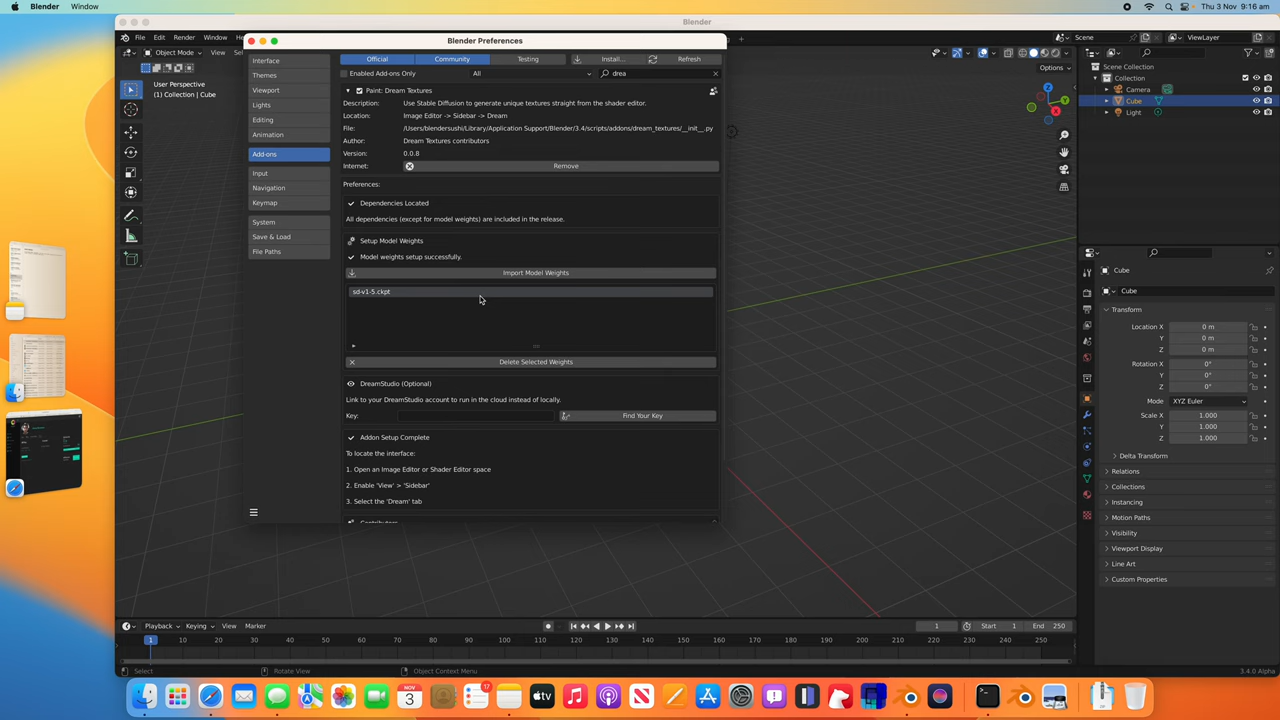 Blender
Window
Thu 3 Nov 9:16 am
Blender
File
Edit
Render
Window
Scene
ViewLayer
Object Mode
View
Options
User Perspective
(1) Collection | Cube
Blender Preferences
Interface
Themes
Viewport
Lights
Editing
Animation
Add-ons
Input
Navigation
Keymap
System
Save & Load
File Paths
Official
Community
Testing
Install...
Refresh
Enabled Add-ons Only
All
drea
Paint: Dream Textures
Description: Use Stable Diffusion to generate unique textures straight from the shader editor.
Location: Image Editor -> Sidebar -> Dream
File: /Users/blendersushi/Library/Application Support/Blender/3.4/scripts/addons/dream_textures/__init__.py
Author: Dream Textures contributors
Version: 0.0.8
Internet: Remove
Preferences:
Dependencies Located
All dependencies (except for model weights) are included in the release.
Setup Model Weights
Model weights setup successfully.
Import Model Weights
sd-v1-5.ckpt
Delete Selected Weights
DreamStudio (Optional)
Link to your DreamStudio account to run in the cloud instead of locally.
Key: Find Your Key
Addon Setup Complete
To locate the interface:
1. Open an Image Editor or Shader Editor space
2. Enable 'View' > 'Sidebar'
3. Select the 'Dream' tab
Z
Y
X
Scene Collection
Collection
Camera
Cube
Light
Cube
Cube
Transform
Location X 0 m
Y 0 m
Z 0 m
Rotation X 0°
Y 0°
Z 0°
Mode XYZ Euler
Scale X 1.000
Y 1.000
Z 1.000
Delta Transform
Relations
Collections
Instancing
Motion Paths
Visibility
Viewport Display
Line Art
Custom Properties
Playback
Keying
View
Marker
1
Start 1
End 250
1 10 20 30 40 50 60 70 80 90 100 110 120 130 140 150 160 170 180 190 200 210 220 230 240 250
Select
Rotate View
Object Context Menu
3.4.0 Alpha
NOV
3
17
tv